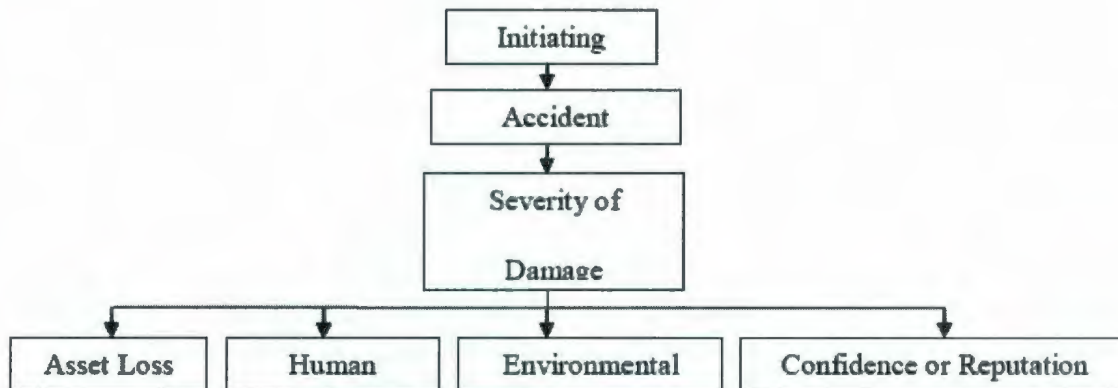 Initiating
Accident
Severity of
Damage
Asset Loss
Human
Environmental
Confidence or Reputation